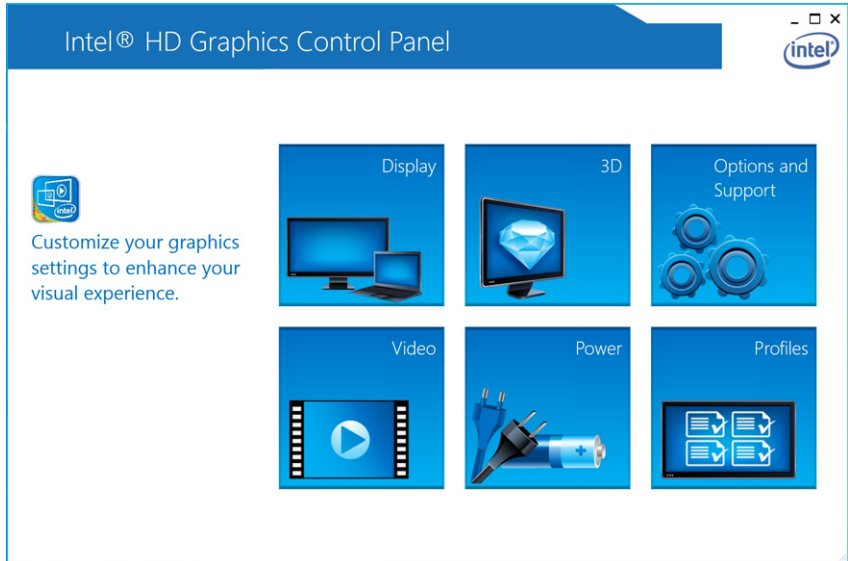 Intel® HD Graphics Control Panel
intel
Display
3D
Options and
Support
intel
Customize your graphics
settings to enhance your
visual experience.
Video
Power
Profiles